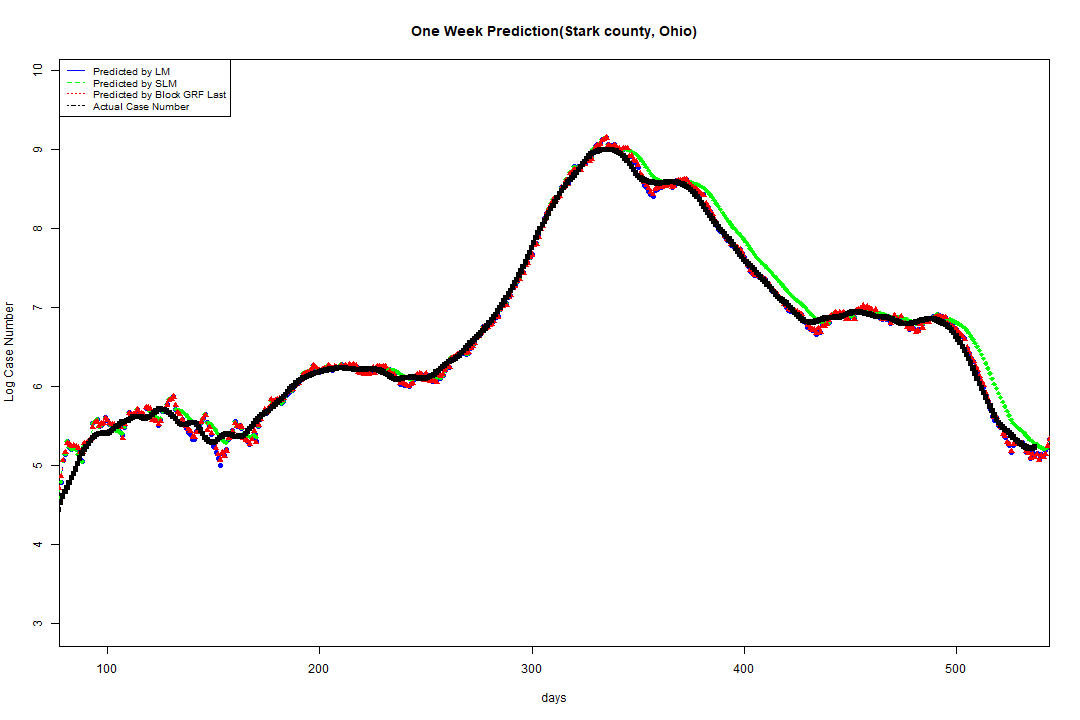 One Week Prediction(Stark county, Ohio)
Predicted by LM
Predicted by SLM
Predicted by Block GRF Last
Actual Case Number
10
9
8
7
6
5
4
3
Log Case Number
100 200 300 400 500
days